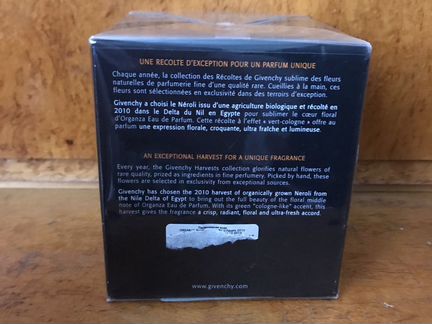 UNE RÉCOLTE D'EXCEPTION POUR UN PARFUM UNIQUE
Chaque année, la collection des Récoltes de Givenchy sublime des fleurs
naturelles de parfumerie fine d'une qualité rare. Cueillies à la main, ces
fleurs sont sélectionnées en exclusivité dans des terroirs d'exception.
Givenchy a choisi le Néroli issu d'une agriculture biologique et récolté en
2010 dans le Delta du Nil en Egypte pour sublimer le cœur floral
d'Organza Eau de Parfum. Cette récolte à l'effet « vert-cologne » offre au
parfum une expression florale, croquante, ultra fraîche et lumineuse.
AN EXCEPTIONAL HARVEST FOR A UNIQUE FRAGRANCE
Every year, the Givenchy Harvests collection glorifies natural flowers of
rare quality, prized as ingredients in fine perfumery. Picked by hand, these
flowers are selected in exclusivity from exceptional sources.
Givenchy has chosen the 2010 harvest of organically grown Neroli from
the Nile Delta of Egypt to bring out the full beauty of the floral middle
note of Organza Eau de Parfum. With its green "cologne-like" accent, this
harvest gives the fragrance a crisp, radiant, floral and ultra-fresh accord.
www.givenchy.com